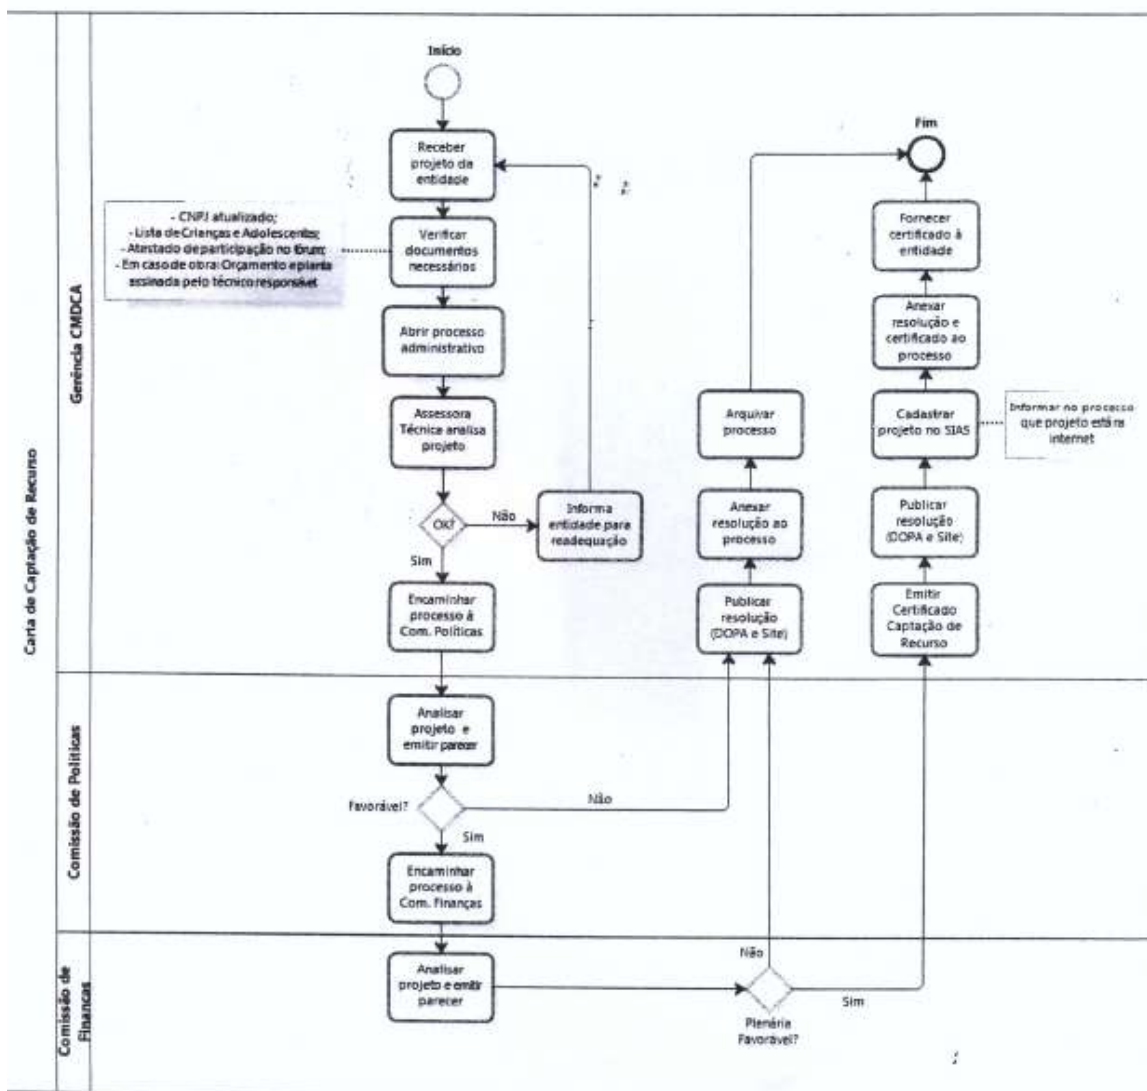 Carta de Captação de Recurso
Gerência CMDCA
Início
Receber
projeto da
entidade
- CNPJ atualizado;
- Lista de Crianças e Adolescentes;
- Atestado de participação no fórum;
- Em caso de obra: Orçamento e planta
assinada pelo técnico responsável
Verificar
documentos
necessários
Abrir processo
administrativo
Assessora
Técnica analisa
projeto
OK?
Não
Informa
entidade para
readequação
Sim
Encaminhar
processo à
Com. Políticas
Fim
Fornecer
certificado à
entidade
Anexar
resolução e
certificado ao
processo
Arquivar
processo
Cadastrar
projeto no SIAS
Informar no processo
que projeto está na
internet
Anexar
resolução ao
processo
Publicar
resolução
(DOPA e Site)
Publicar
resolução
(DOPA e Site)
Emitir
Certificado
Captação de
Recurso
Comissão de Políticas
Analisar
projeto e
emitir parecer
Favorável?
Não
Sim
Encaminhar
processo à
Com. Finanças
Comissão de
Finanças
Analisar
projeto e emitir
parecer
Não
Sim
Plenária
Favorável?